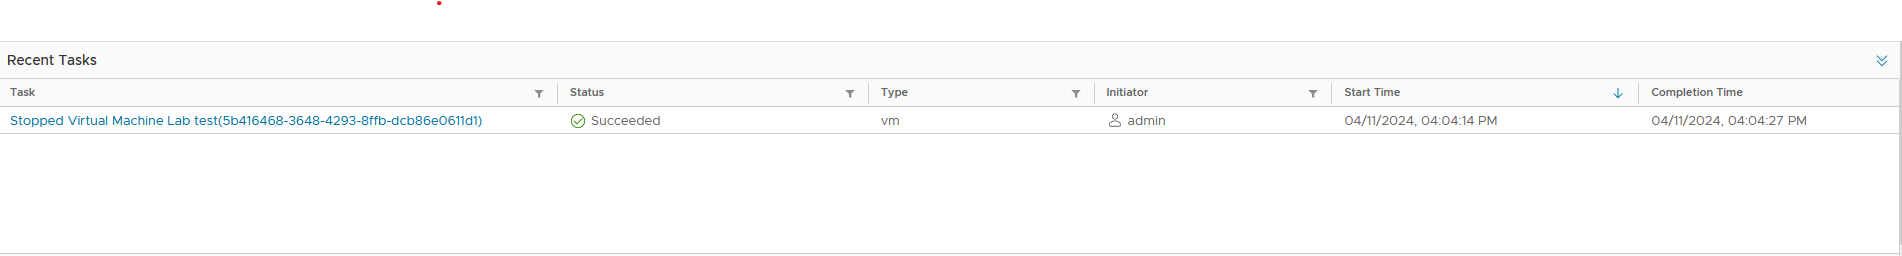 Recent Tasks
Task Status Type Initiator Start Time Completion Time
Stopped Virtual Machine Lab test(5b416468-3648-4293-8ffb-dcb86e0611d1) Succeeded vm admin 04/11/2024, 04:04:14 PM 04/11/2024, 04:04:27 PM